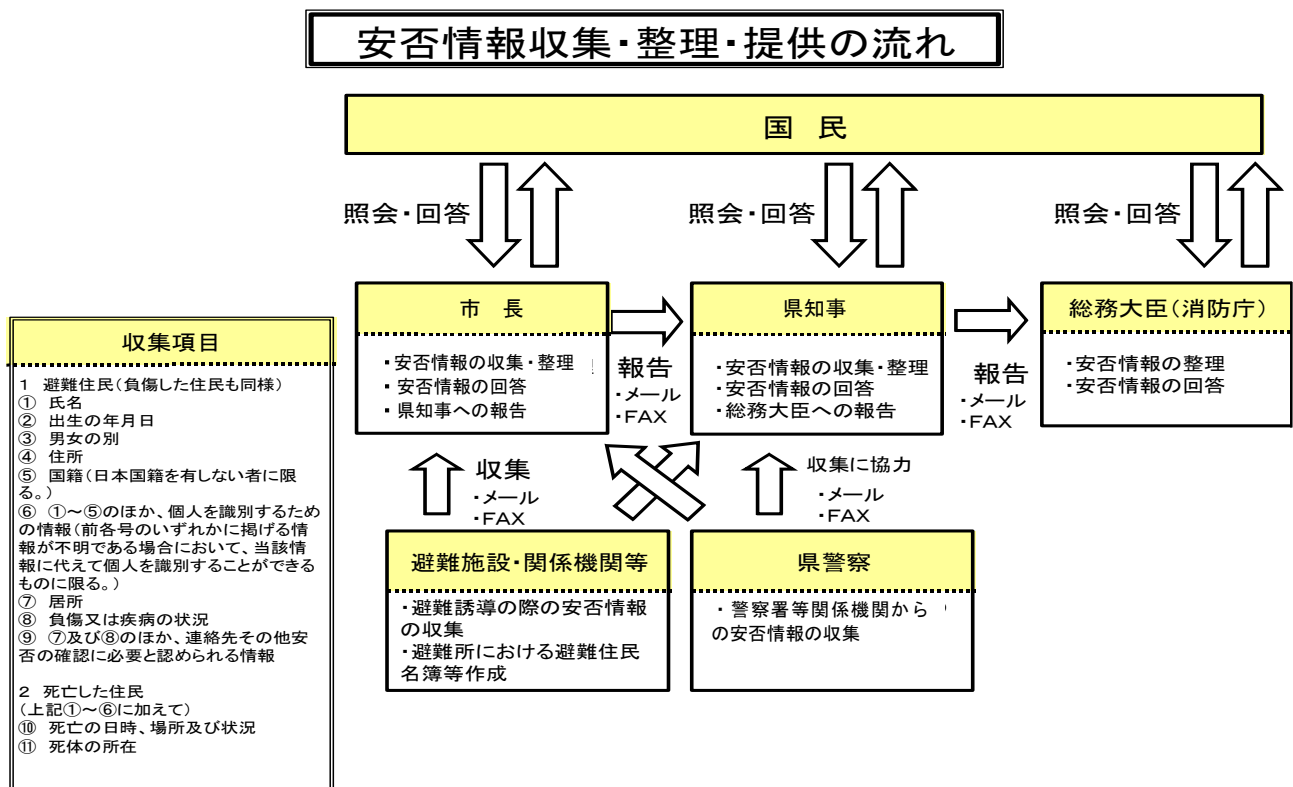 安否情報収集・整理・提供の流れ
国 民
照会・回答
照会・回答
照会・回答
市 長
・安否情報の収集・整理
・安否情報の回答
・県知事への報告
報告
・メール
・FAX
県知事
・安否情報の収集・整理
・安否情報の回答
・総務大臣への報告
報告
・メール
・FAX
総務大臣(消防庁)
・安否情報の整理
・安否情報の回答
収集項目
1 避難住民(負傷した住民も同様)
① 氏名
② 出生の年月日
③ 男女の別
④ 住所
⑤ 国籍(日本国籍を有しない者に限
る。)
⑥ ①～⑤のほか、個人を識別するため
の情報(前各号のいずれかに掲げる情
報が不明である場合において、当該情
報に代えて個人を識別することができる
ものに限る。)
⑦ 居所
⑧ 負傷又は疾病の状況
⑨ ⑦及び⑧のほか、連絡先その他安
否の確認に必要と認められる情報
2 死亡した住民
(上記①～⑥に加えて)
⑩ 死亡の日時、場所及び状況
⑪ 死体の所在
収集
・メール
・FAX
収集に協力
・メール
・FAX
避難施設・関係機関等
・避難誘導の際の安否情報
の収集
・避難所における避難住民
名簿等作成
県警察
・警察署等関係機関から
の安否情報の収集